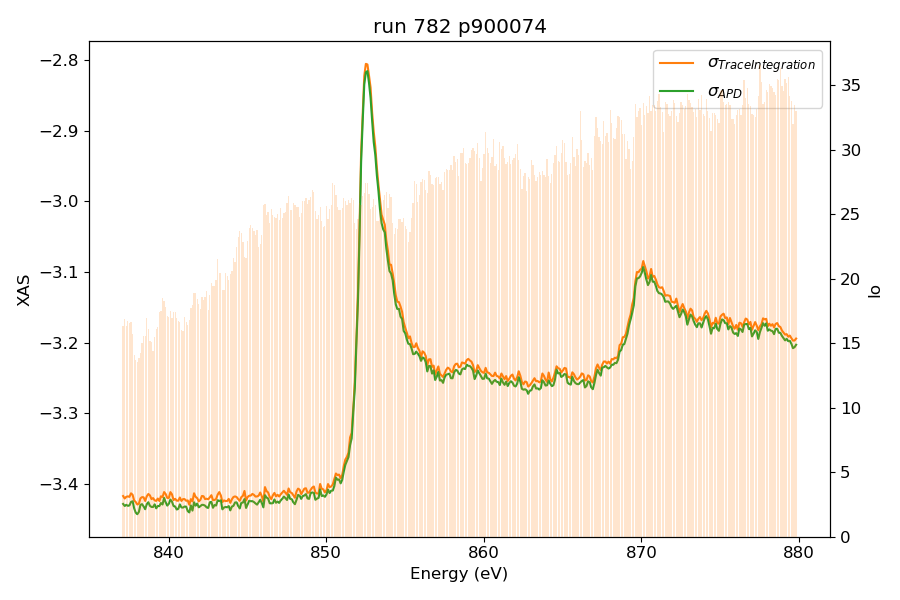 run 782 p900074
σTraceIntegration
σAPD
XAS
−2.8
−2.9
−3.0
−3.1
−3.2
−3.3
−3.4
35
30
25
20
15
10
5
0
Io
840 850 860 870 880
Energy (eV)